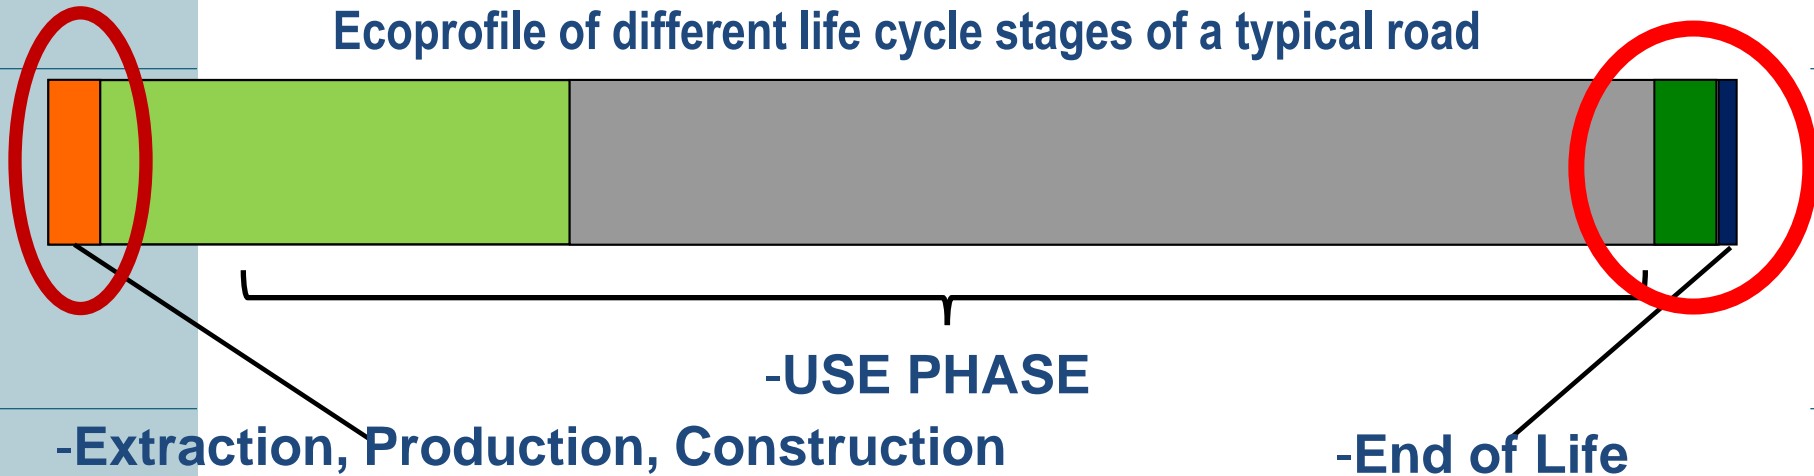 Ecoprofile of different life cycle stages of a typical road
-USE PHASE
-Extraction, Production, Construction
-End of Life